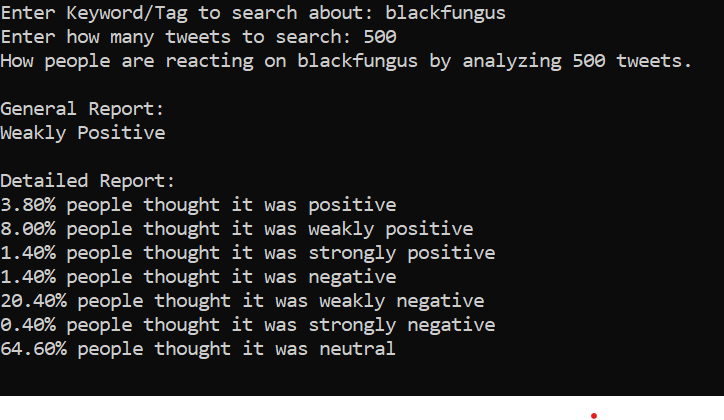 Enter Keyword/Tag to search about: blackfungus
Enter how many tweets to search: 500
How people are reacting on blackfungus by analyzing 500 tweets.
General Report:
Weakly Positive
Detailed Report:
3.80% people thought it was positive
8.00% people thought it was weakly positive
1.40% people thought it was strongly positive
1.40% people thought it was negative
20.40% people thought it was weakly negative
0.40% people thought it was strongly negative
64.60% people thought it was neutral